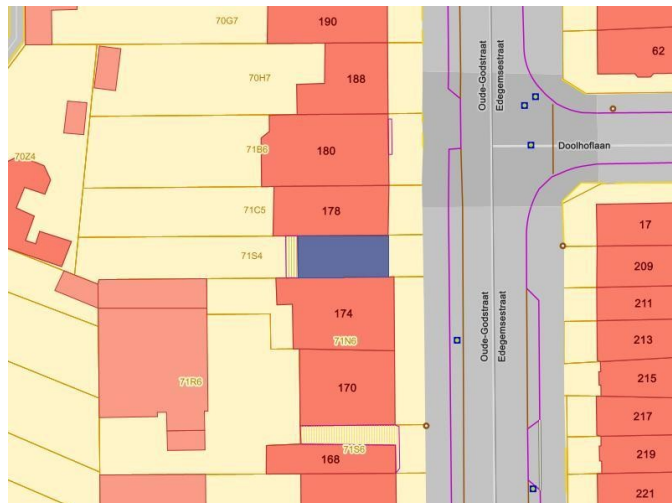 70G7
190
62
70H7
188
Oude-Godstraat
Edegemsestraat
Doolhoflaan
71B6
180
70Z4
71C5
178
17
71S4
209
174
211
71N6
Oude-Godstraat
Edegemsestraat
213
71R6
170
215
217
71S6
168
219
221